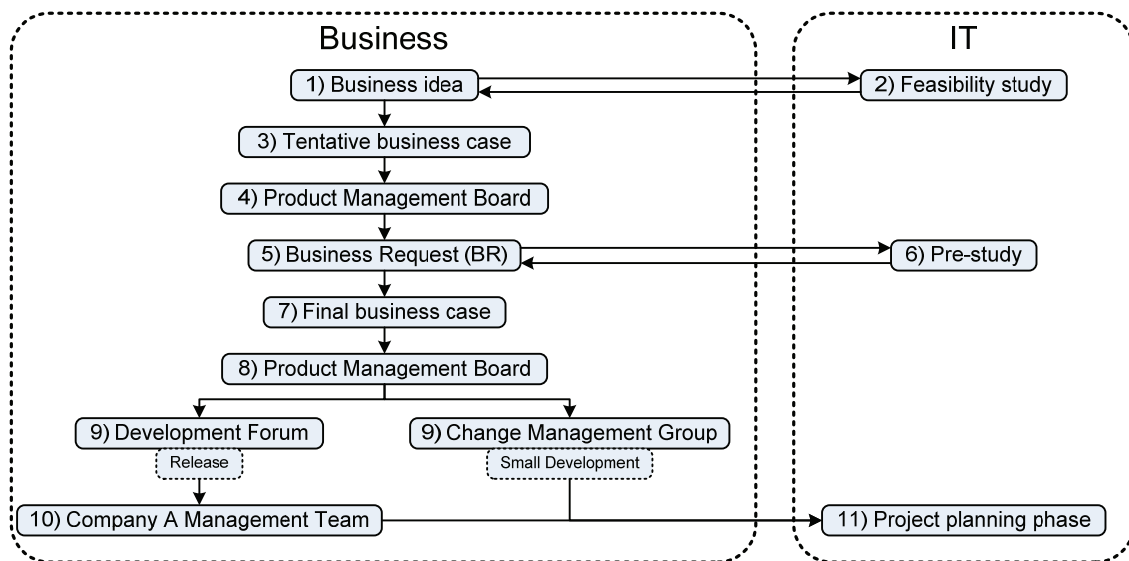 Business
IT
1) Business idea
2) Feasibility study
3) Tentative business case
4) Product Management Board
5) Business Request (BR)
6) Pre-study
7) Final business case
8) Product Management Board
9) Development Forum
9) Change Management Group
Release
Small Development
10) Company A Management Team
11) Project planning phase